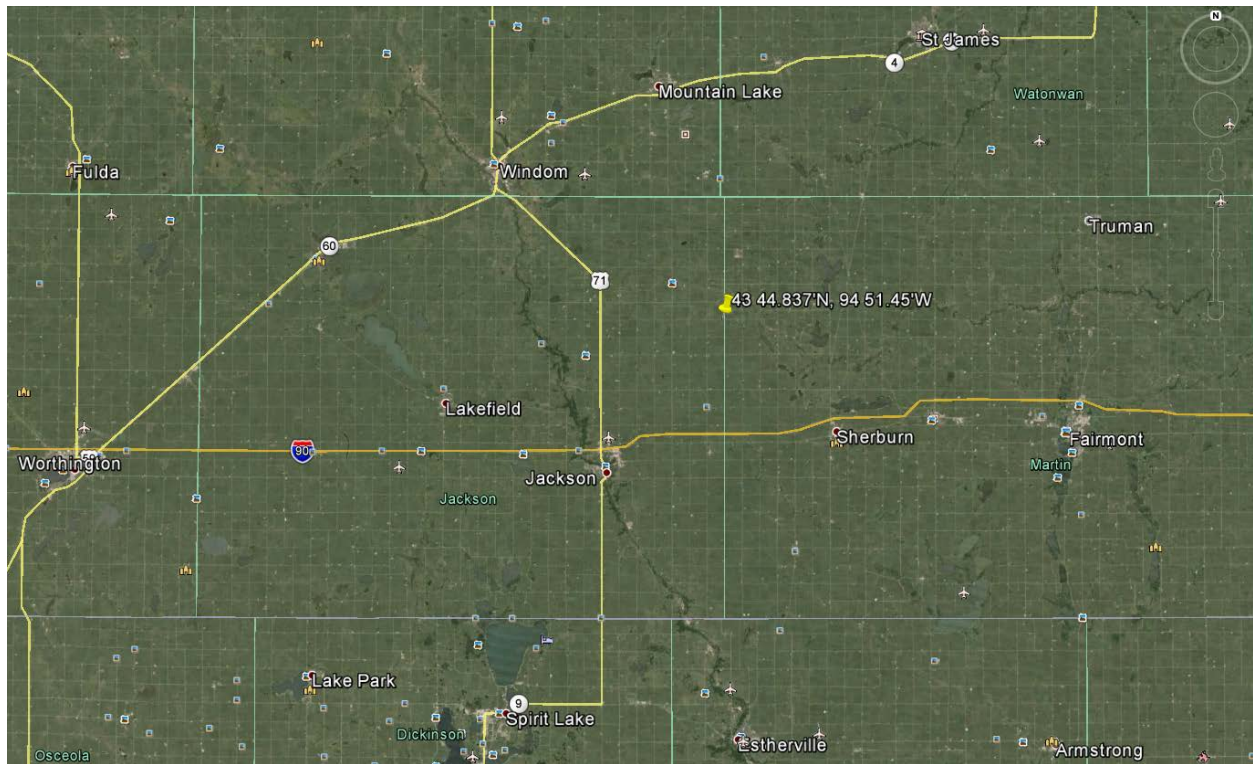 N
St James
4
Mountain Lake
Watonwan
Fulda
Windom
Truman
60
71
43 44.837'N, 94 51.45'W
Lakefield
Sherburn
Fairmont
90
Worthington
Martin
Jackson
Jackson
Lake Park
9
Spirit Lake
Dickinson
Estherville
Armstrong
Osceola